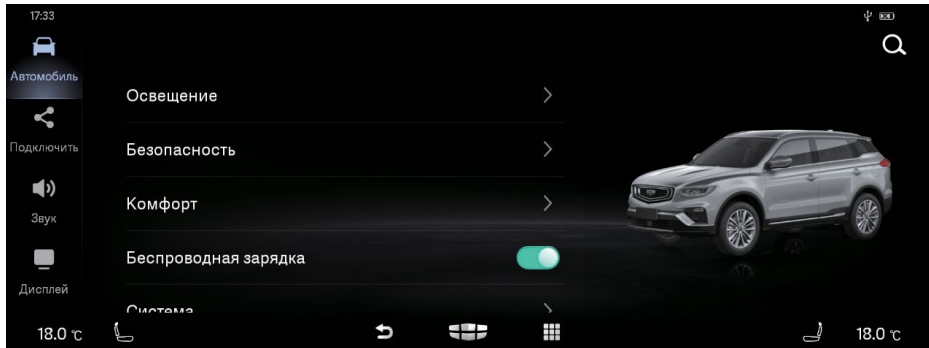 17:33
Автомобиль
Освещение
Подключить
Безопасность
Звук
Комфорт
Беспроводная зарядка
Дисплей
Система
18.0 °C
18.0 °C